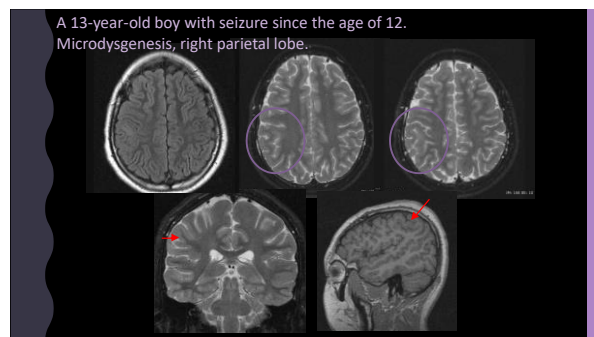 A 13-year-old boy with seizure since the age of 12.
Microdysgenesis, right parietal lobe.